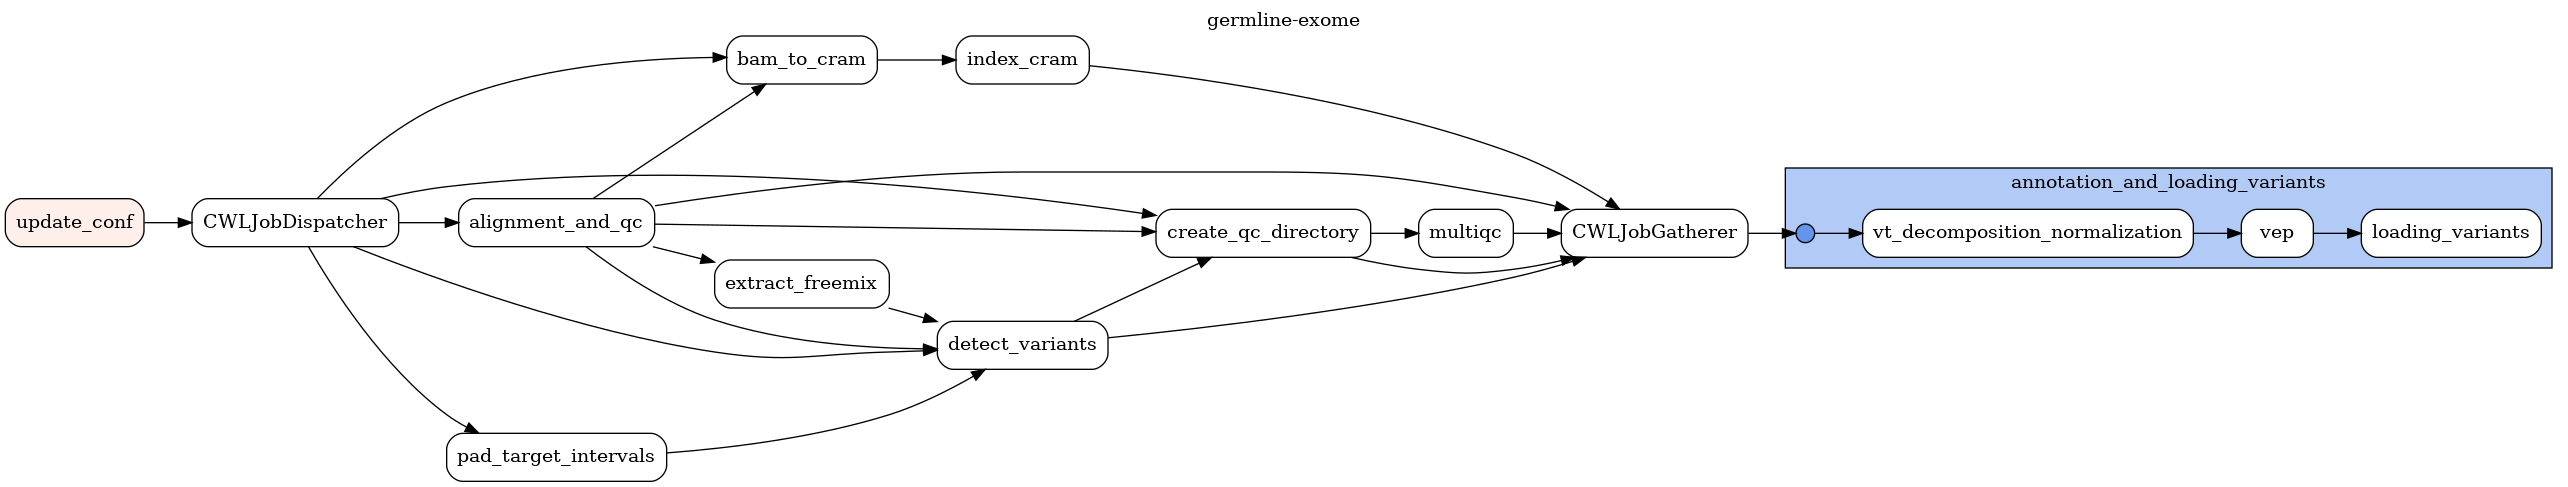 germline-exome
bam_to_cram
index_cram
annotation_and_loading_variants
update_conf
CWLJobDispatcher
alignment_and_qc
create_qc_directory
multiqc
CWLJobGatherer
vt_decomposition_normalization
vep
loading_variants
extract_freemix
detect_variants
pad_target_intervals